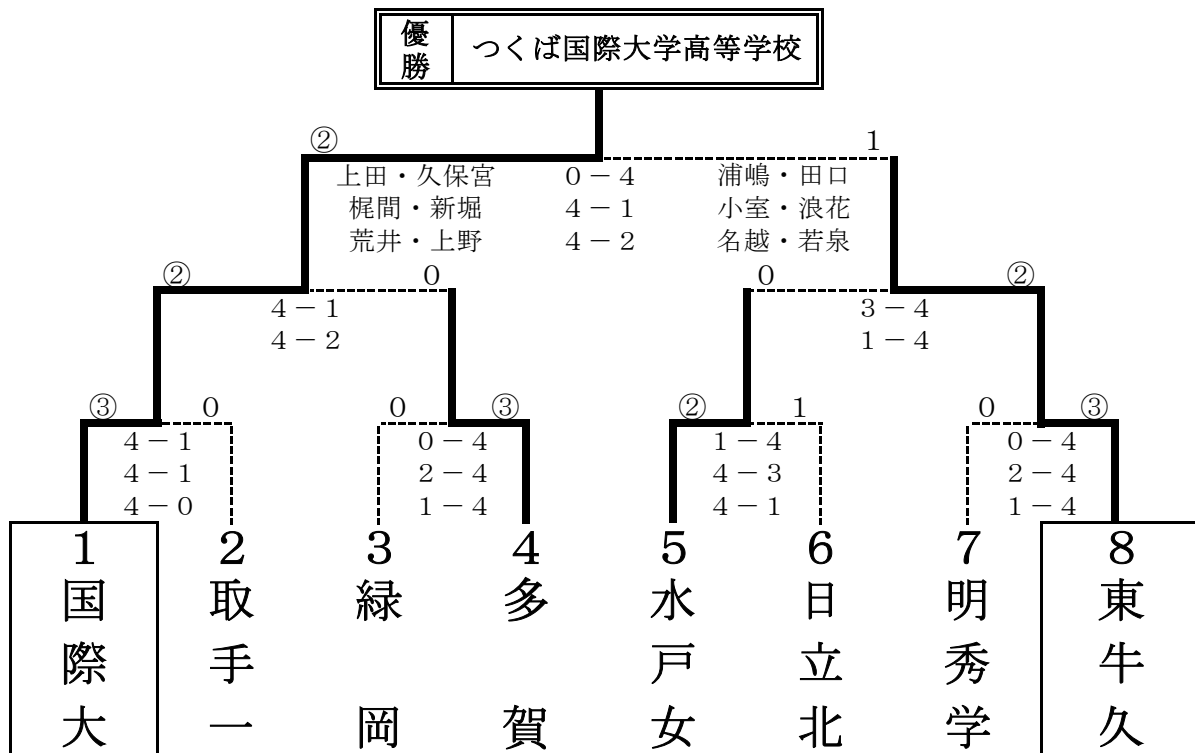 優勝 つくば国際大学高等学校
② 1
上田・久保宮 0－4 浦嶋・田口
梶間・新堀 4－1 小室・浪花
荒井・上野 4－2 名越・若泉
② 0 0 ②
4－1 3－4
4－2 1－4
③ 0 0 ③ ② 1 0 ③
4－1 0－4 1－4 0－4
4－1 2－4 4－3 2－4
4－0 1－4 4－1 1－4
1 2 3 4 5 6 7 8
国際大 取手一 緑岡 多賀 水戸女 日立北 明秀学 東牛久